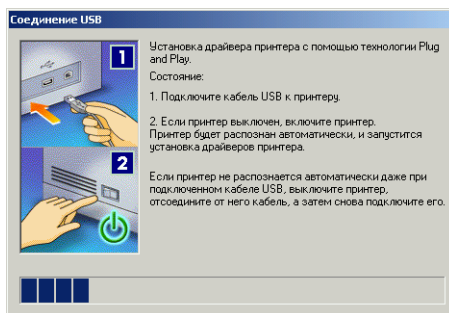 Соединение USB
1
Установка драйвера принтера с помощью технологии Plug
and Play.
Состояние:
1. Подключите кабель USB к принтеру.
2. Если принтер выключен, включите принтер.
Принтер будет распознан автоматически, и запустится
установка драйверов принтера.
2
Если принтер не распознается автоматически даже при
подключенном кабеле USB, выключите принтер,
отсоедините от него кабель, а затем снова подключите его.